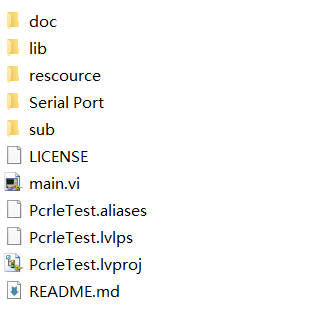 doc
lib
rescource
Serial Port
sub
LICENSE
main.vi
PcrleTest.aliases
PcrleTest.lvlps
PcrleTest.lvproj
README.md